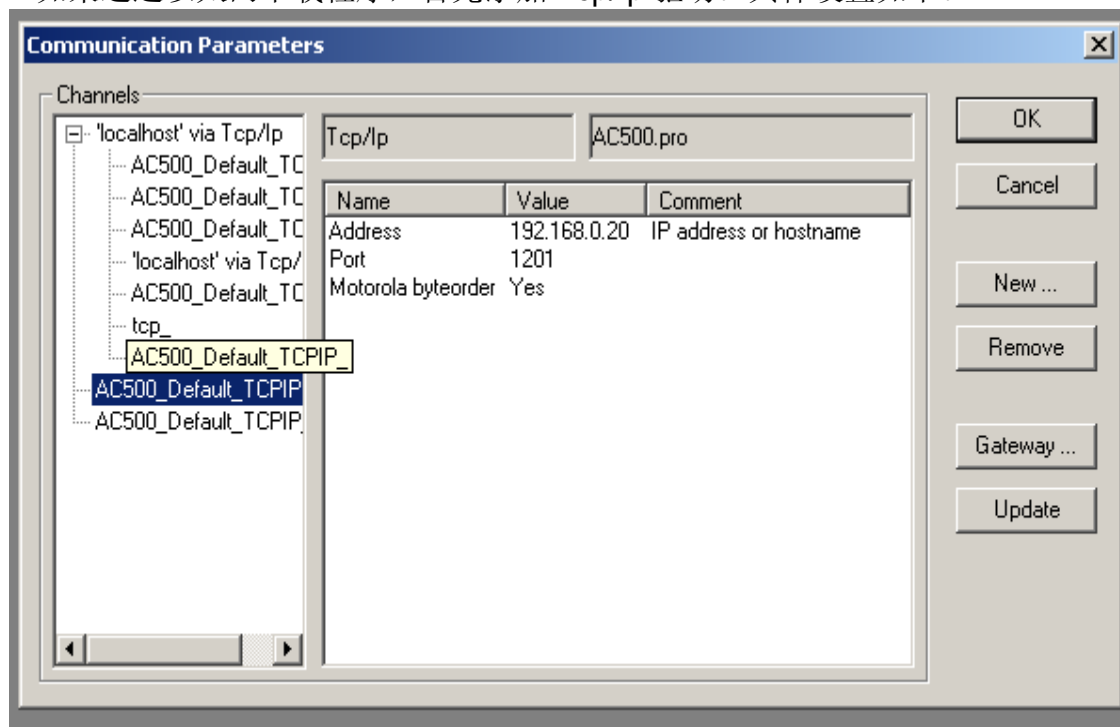 Communication Parameters
Channels
'localhost' via Tcp/Ip
AC500_Default_TC
AC500_Default_TC
AC500_Default_TC
'localhost' via Tcp/
AC500_Default_TC
tcp_
AC500_Default_TCPIP_
AC500_Default_TCPIP
AC500_Default_TCPIP_
Tcp/Ip AC500.pro
Name Value Comment
Address 192.168.0.20 IP address or hostname
Port 1201
Motorola byteorder Yes
OK
Cancel
New ...
Remove
Gateway ...
Update